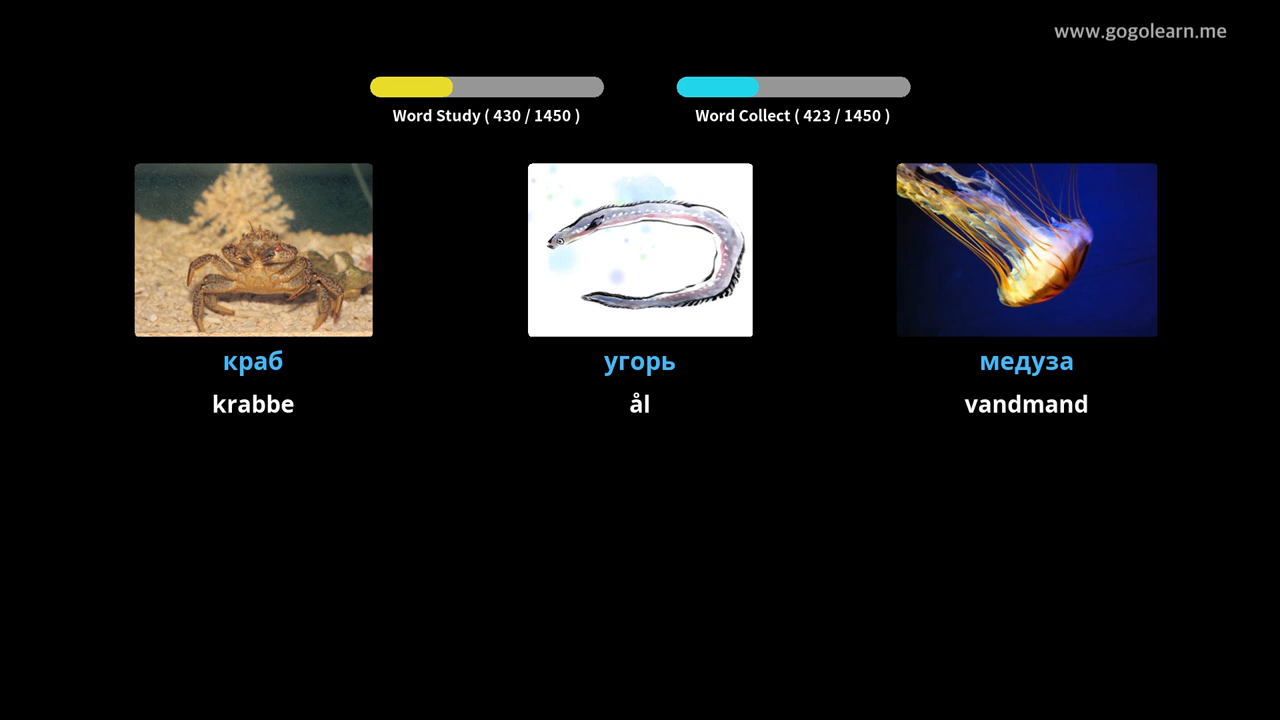 www.gogolearn.me
Word Study ( 430 / 1450 )
Word Collect ( 423 / 1450 )
краб
угорь
медуза
krabbe
ål
vandmand